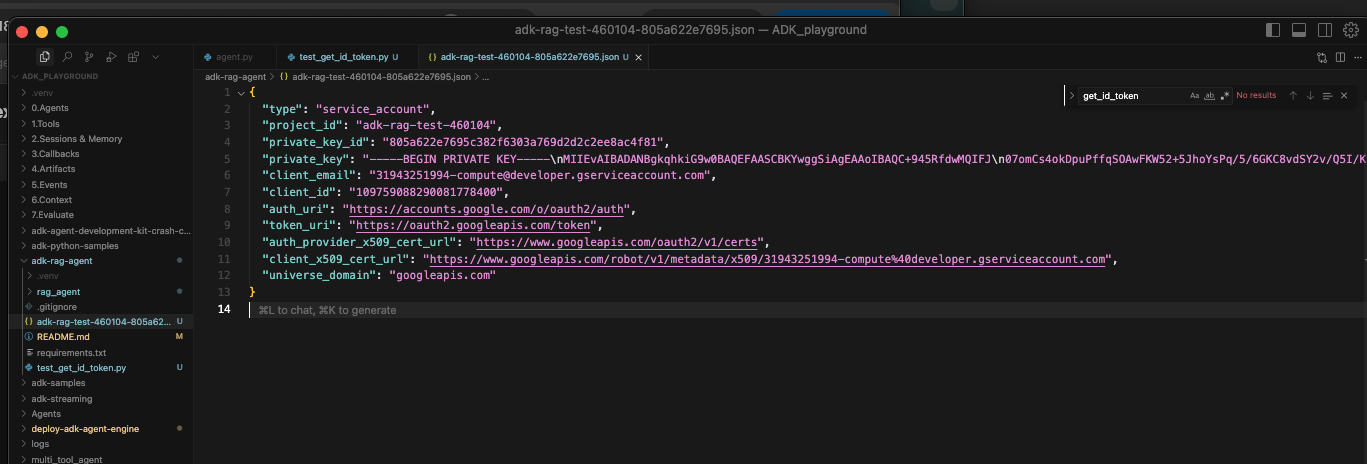 adk-rag-test-460104-805a622e7695.json — ADK_playground
agent.py
test_get_id_token.py U
{} adk-rag-test-460104-805a622e7695.json U
ADK_PLAYGROUND
adk-rag-agent > {} adk-rag-test-460104-805a622e7695.json > ...
get_id_token
Aa ab .*
No results
.venv
0.Agents
1.Tools
2.Sessions & Memory
3.Callbacks
4.Artifacts
5.Events
6.Context
7.Evaluate
adk-agent-development-kit-crash-c...
adk-python-samples
adk-rag-agent
.venv
rag_agent
.gitignore
{} adk-rag-test-460104-805a62... U
README.md M
requirements.txt
test_get_id_token.py U
adk-samples
adk-streaming
Agents
deploy-adk-agent-engine
logs
multi_tool_agent
1 {
2 "type": "service_account",
3 "project_id": "adk-rag-test-460104",
4 "private_key_id": "805a622e7695c382f6303a769d2d2c2ee8ac4f81",
5 "private_key": "-----BEGIN PRIVATE KEY-----\nMIIEvAIBADANBgkqhkiG9w0BAQEFAASCBKYwggSiAgEAAoIBAQC+945RfdwMQIFJ\n07omCs4okDpuPffqSOAwFKW52+5JhoYsPq/5/6GKC8vdSY2v/Q5I/K
6 "client_email": "31943251994-compute@developer.gserviceaccount.com",
7 "client_id": "109759088290081778400",
8 "auth_uri": "https://accounts.google.com/o/oauth2/auth",
9 "token_uri": "https://oauth2.googleapis.com/token",
10 "auth_provider_x509_cert_url": "https://www.googleapis.com/oauth2/v1/certs",
11 "client_x509_cert_url": "https://www.googleapis.com/robot/v1/metadata/x509/31943251994-compute%40developer.gserviceaccount.com",
12 "universe_domain": "googleapis.com"
13 }
14 ⌘L to chat, ⌘K to generate